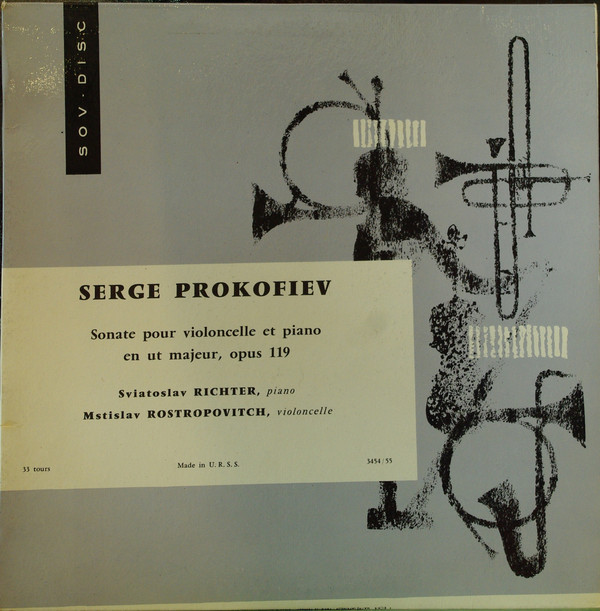 SOV·DISC
SERGE PROKOFIEV
Sonate pour violoncelle et piano
en ut majeur, opus 119
Sviatoslav RICHTER, piano
Mstislav ROSTROPOVITCH, violoncelle
33 tours
Made in U. R. S. S.
3454/55